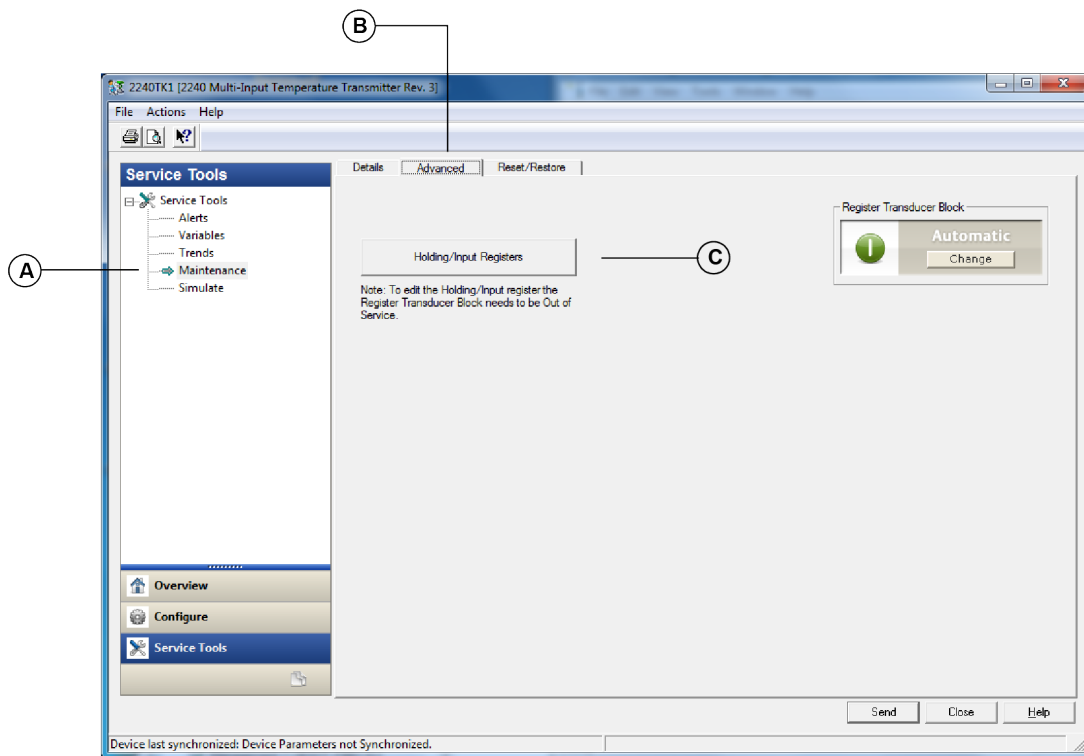 B
2240TK1 [2240 Multi-Input Temperature Transmitter Rev. 3]
File Actions Help
Service Tools
Service Tools
Alerts
Variables
Trends
Maintenance
Simulate
A
Details Advanced Reset/Restore
Holding/Input Registers
C
Note: To edit the Holding/Input register the
Register Transducer Block needs to be Out of
Service.
Register Transducer Block
Automatic
Change
Overview
Configure
Service Tools
Send Close Help
Device last synchronized: Device Parameters not Synchronized.